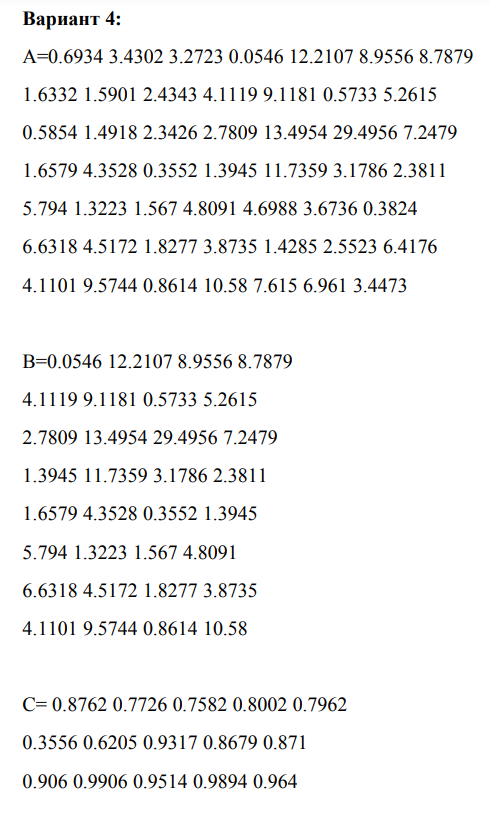 Вариант 4:
A=0.6934 3.4302 3.2723 0.0546 12.2107 8.9556 8.7879
1.6332 1.5901 2.4343 4.1119 9.1181 0.5733 5.2615
0.5854 1.4918 2.3426 2.7809 13.4954 29.4956 7.2479
1.6579 4.3528 0.3552 1.3945 11.7359 3.1786 2.3811
5.794 1.3223 1.567 4.8091 4.6988 3.6736 0.3824
6.6318 4.5172 1.8277 3.8735 1.4285 2.5523 6.4176
4.1101 9.5744 0.8614 10.58 7.615 6.961 3.4473
B=0.0546 12.2107 8.9556 8.7879
4.1119 9.1181 0.5733 5.2615
2.7809 13.4954 29.4956 7.2479
1.3945 11.7359 3.1786 2.3811
1.6579 4.3528 0.3552 1.3945
5.794 1.3223 1.567 4.8091
6.6318 4.5172 1.8277 3.8735
4.1101 9.5744 0.8614 10.58
C= 0.8762 0.7726 0.7582 0.8002 0.7962
0.3556 0.6205 0.9317 0.8679 0.871
0.906 0.9906 0.9514 0.9894 0.964